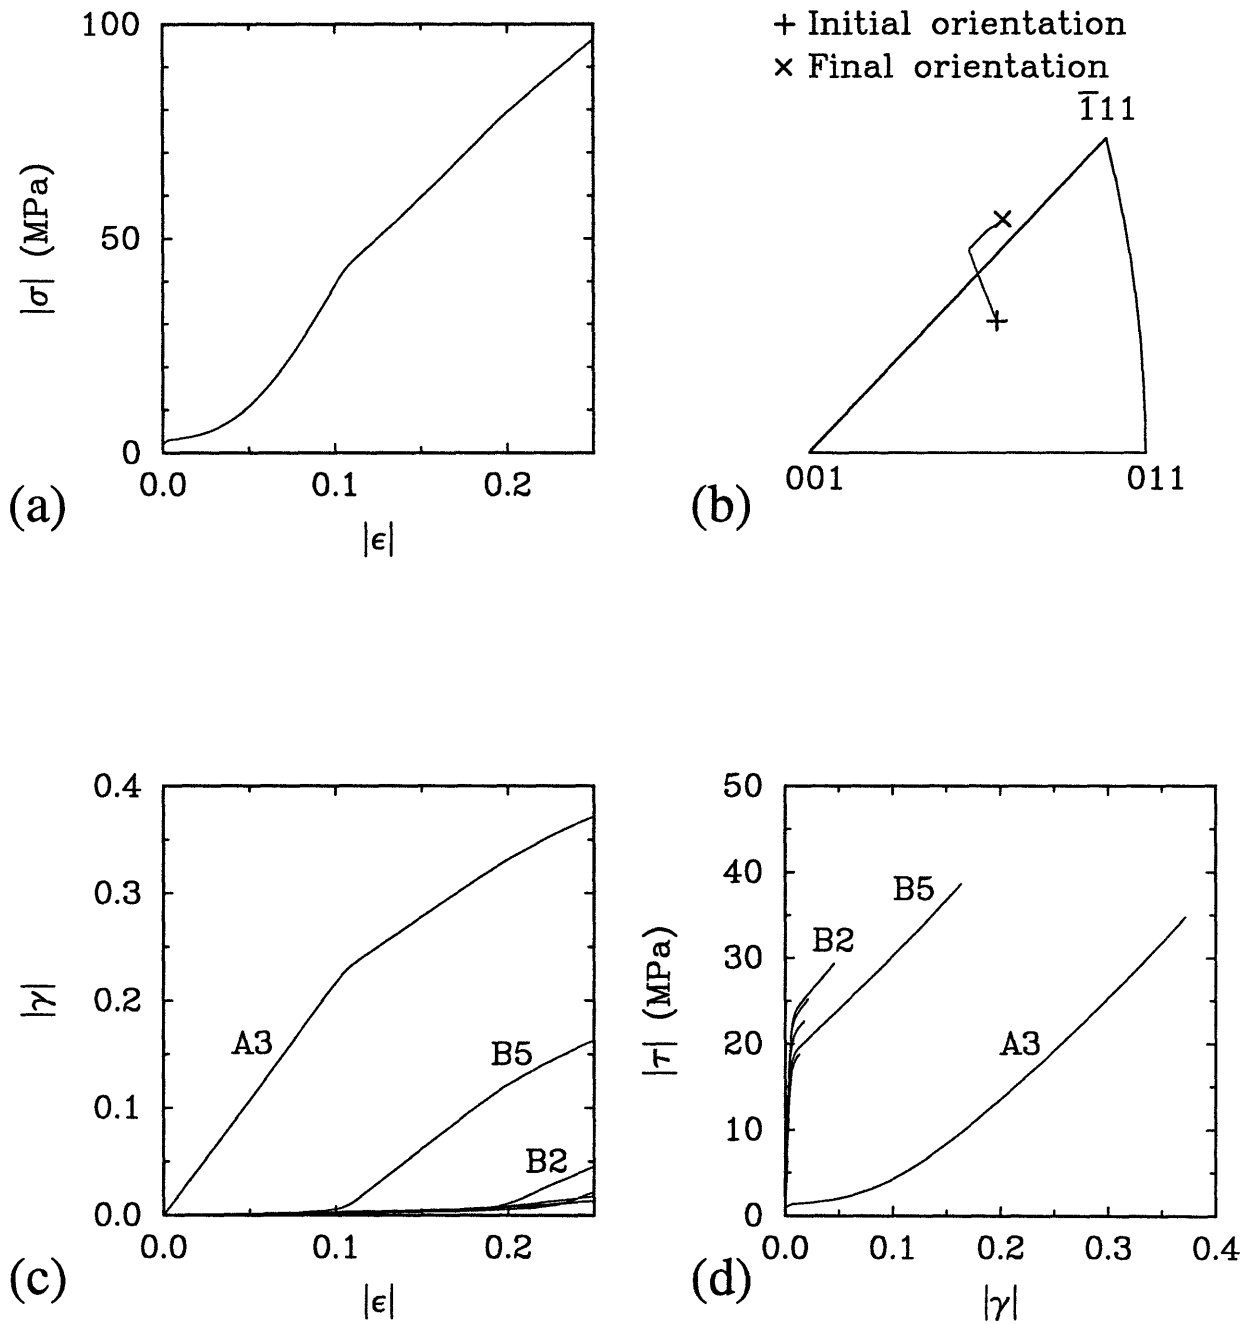 100
50
0
|σ| (MPa)
0.0 0.1 0.2
|ϵ|
(a)
+ Initial orientation
× Final orientation
1̅11
001 011
(b)
0.4
0.3
0.2
0.1
0.0
|γ|
A3
B5
B2
0.0 0.1 0.2
|ϵ|
(c)
50
40
30
20
10
0
|τ| (MPa)
B5
B2
A3
0.0 0.1 0.2 0.3 0.4
|γ|
(d)